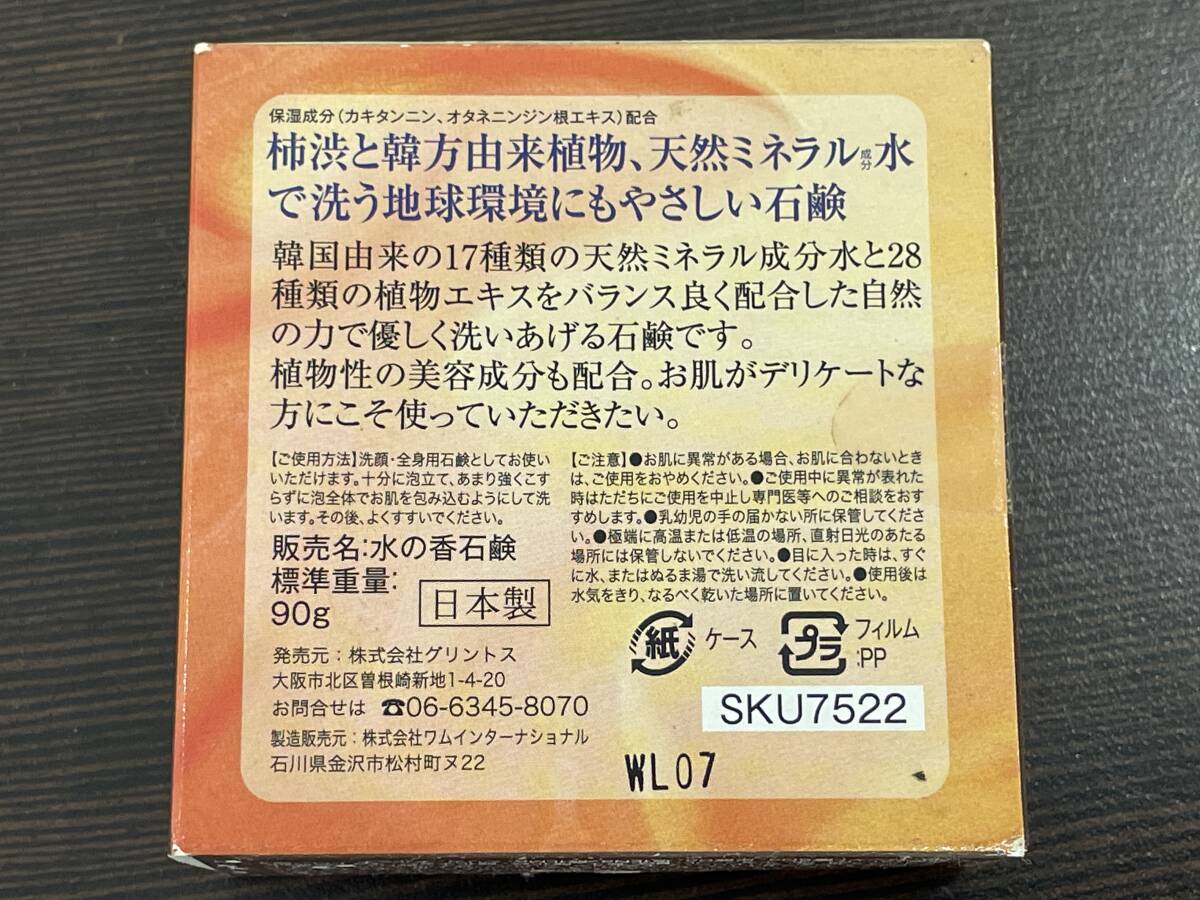 保湿成分(カキタンニン、オタネニンジン根エキス)配合
柿渋と韓方由来植物、天然ミネラル成分水
で洗う地球環境にもやさしい石鹸
韓国由来の17種類の天然ミネラル成分水と28
種類の植物エキスをバランス良く配合した自然
の力で優しく洗いあげる石鹸です。
植物性の美容成分も配合。お肌がデリケートな
方にこそ使っていただきたい。
【ご使用方法】洗顔・全身用石鹸としてお使い
いただけます。十分に泡立て、あまり強くこす
らずに泡全体でお肌を包み込むようにして洗
います。その後、よくすすいでください。
販売名:水の香石鹸
標準重量:
90g
日本製
【ご注意】●お肌に異常がある場合、お肌に合わないとき
は、ご使用をおやめください。●ご使用中に異常が表れた
時はただちにご使用を中止し専門医等へのご相談をおす
すめします。●乳幼児の手の届かない所に保管してくださ
い。●極端に高温または低温の場所、直射日光のあたる
場所には保管しないでください。●目に入った時は、すぐ
に水、またはぬるま湯で洗い流してください。●使用後は
水気をきり、なるべく乾いた場所に置いてください。
紙 ケース
プラ フィルム
:PP
発売元:株式会社グリントス
大阪市北区曽根崎新地1-4-20
お問合せは ☎06-6345-8070
製造販売元:株式会社ワムインターナショナル
石川県金沢市松村町ヌ22
SKU7522
WL07